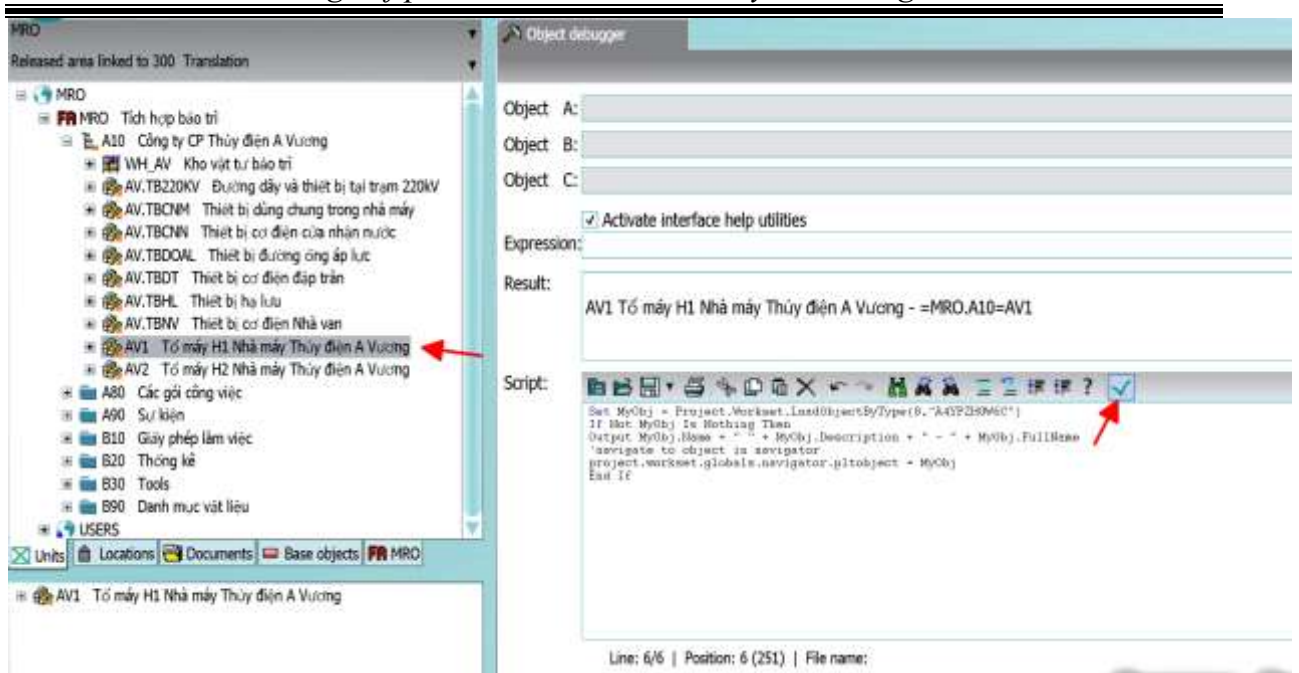 MRO
Released area linked to 300 Translation
MRO
FR MRO Tích hợp bảo trì
A10 Công ty CP Thủy điện A Vương
WH_AV Kho vật tư bảo trì
AV.TB220KV Đường dây và thiết bị tại trạm 220kV
AV.TBCNM Thiết bị dùng chung trong nhà máy
AV.TBCNN Thiết bị cơ điện cửa nhận nước
AV.TBDOAL Thiết bị đường ống áp lực
AV.TBDT Thiết bị cơ điện đập tràn
AV.TBHL Thiết bị hạ lưu
AV.TBNV Thiết bị cơ điện Nhà van
AV1 Tổ máy H1 Nhà máy Thủy điện A Vương
AV2 Tổ máy H2 Nhà máy Thủy điện A Vương
A80 Các gói công việc
A90 Sự kiện
B10 Giấy phép làm việc
B20 Thống kê
B30 Tools
B90 Danh mục vật liệu
USERS
Units Locations Documents Base objects FR MRO
AV1 Tổ máy H1 Nhà máy Thủy điện A Vương
Object debugger
Object A:
Object B:
Object C:
Activate interface help utilities
Expression:
Result:
AV1 Tổ máy H1 Nhà máy Thủy điện A Vương - =MRO.A10=AV1
Script:
Set MyObj = Project.Workset.LoadObjectByType(8,
If Not MyObj Is Nothing Then
Output MyObj.Name + " " + MyObj.Description + " - " + MyObj.FullName
'navigate to object in navigator
project.workset.globals.navigator.pltobject = MyObj
End If
Line: 6/6 | Position: 6 (251) | File name: